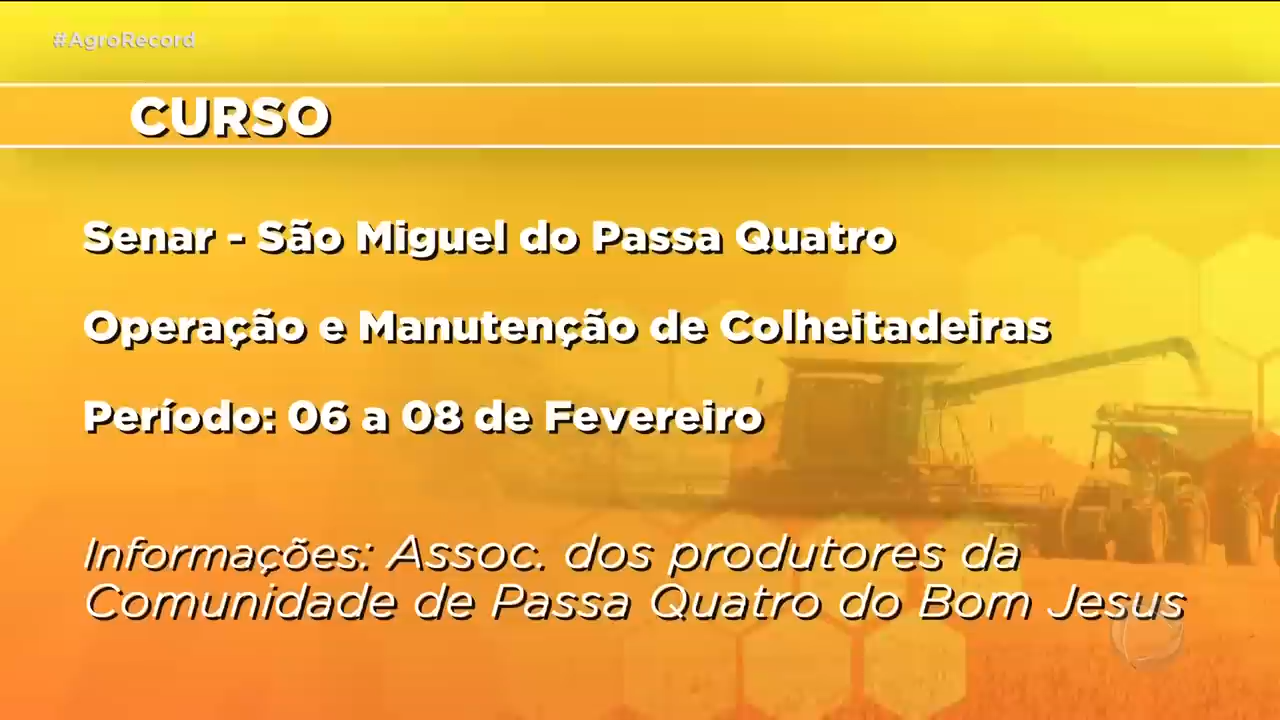 #AgroRecord
CURSO
Senar - São Miguel do Passa Quatro
Operação e Manutenção de Colheitadeiras
Período: 06 a 08 de Fevereiro
Informações: Assoc. dos produtores da
Comunidade de Passa Quatro do Bom Jesus